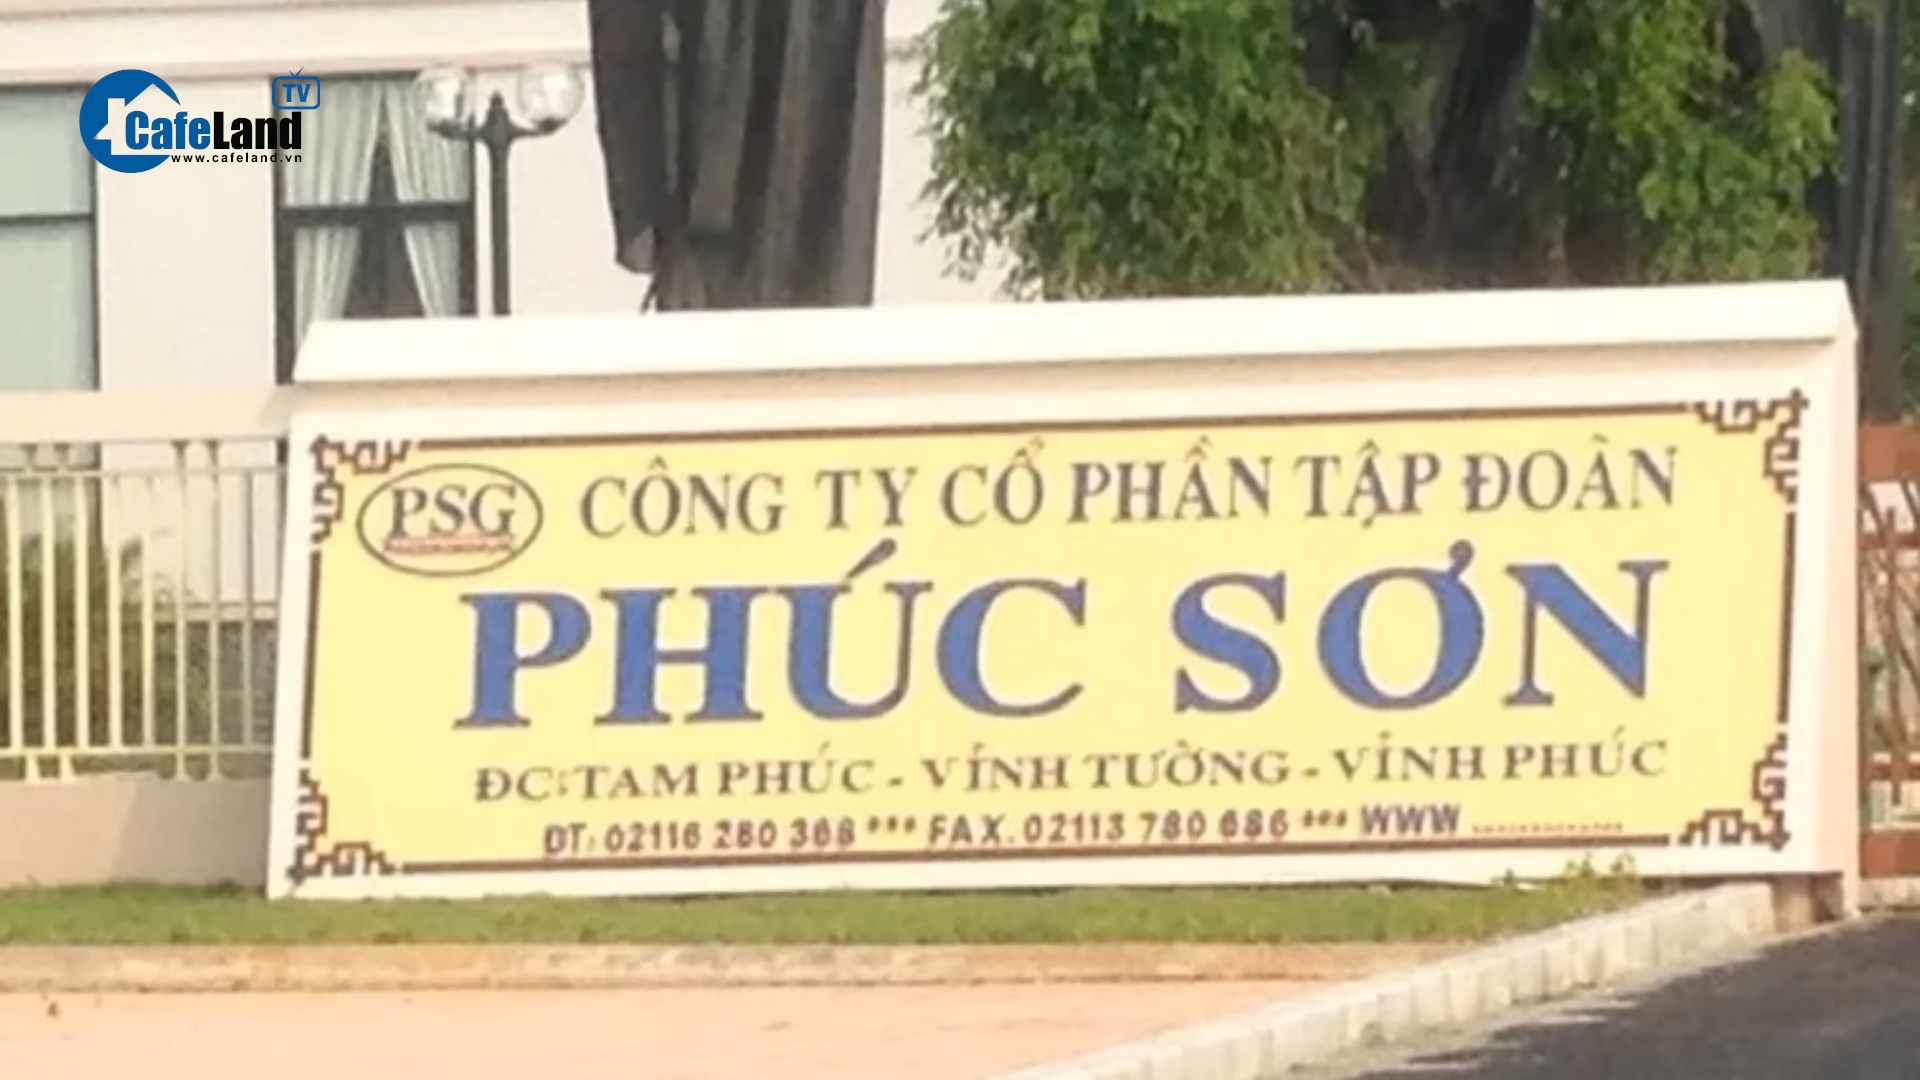 TV
CafeLand
www.cafeland.vn
PSG
CÔNG TY CỔ PHẦN TẬP ĐOÀN
PHÚC SƠN
ĐC: TAM PHÚC - VĨNH TƯỜNG - VĨNH PHÚC
ĐT: 02116 280 368 *** FAX. 02113 780 686 *** WWW